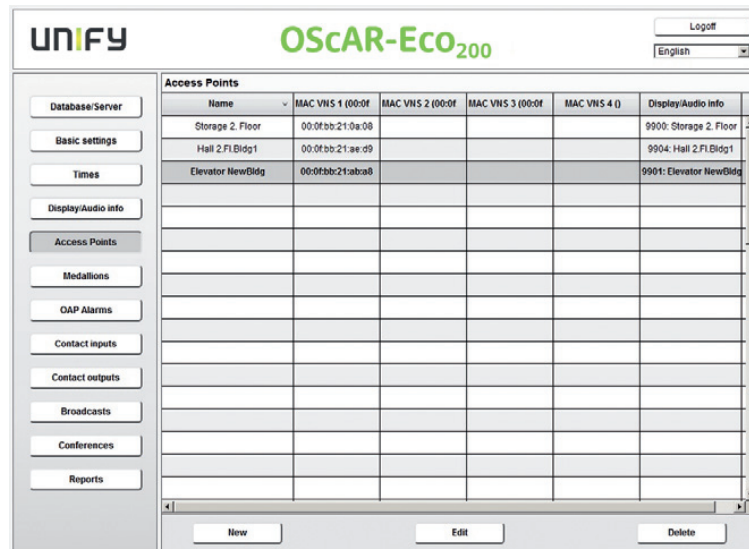 UNIFY
OScAR-Eco200
Logoff
English
Access Points
Database/Server
Basic settings
Times
Display/Audio info
Access Points
Medallions
OAP Alarms
Contact inputs
Contact outputs
Broadcasts
Conferences
Reports
Name MAC VNS 1 (00:0f MAC VNS 2 (00:0f MAC VNS 3 (00:0f MAC VNS 4 () Display/Audio info
Storage 2. Floor 00:0f:bb:21:0a:08 9900: Storage 2. Floor
Hall 2.Fl.Bldg1 00:0f:bb:21:ae:d9 9904: Hall 2.Fl.Bldg1
Elevator NewBldg 00:0f:bb:21:ab:a8 9901: Elevator NewBldg
New Edit Delete